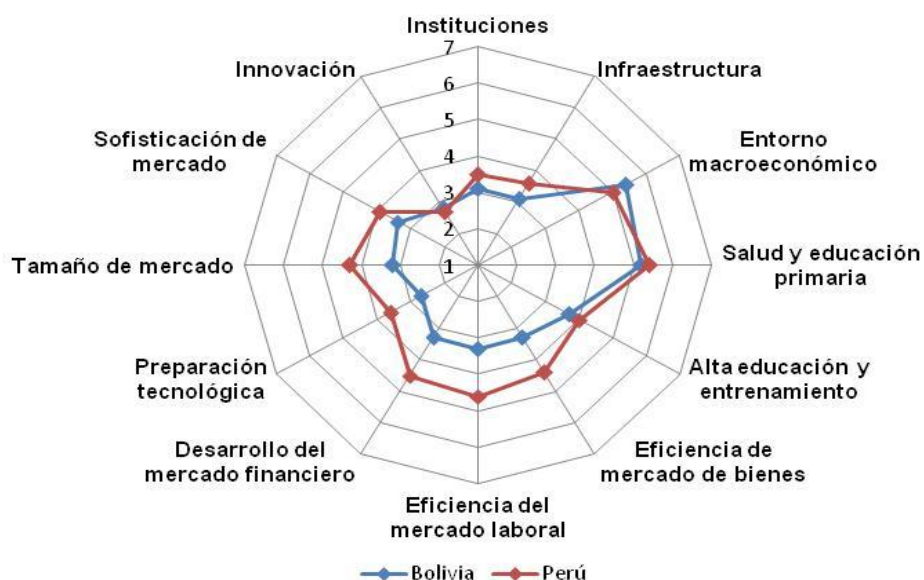 Instituciones
Infraestructura
Entorno
macroeconómico
Salud y educación
primaria
Alta educación y
entrenamiento
Eficiencia de
mercado de bienes
Eficiencia del
mercado laboral
Desarrollo del
mercado financiero
Preparación
tecnológica
Tamaño de mercado
Sofisticación de
mercado
Innovación
7
6
5
4
3
2
1
Bolivia
Perú